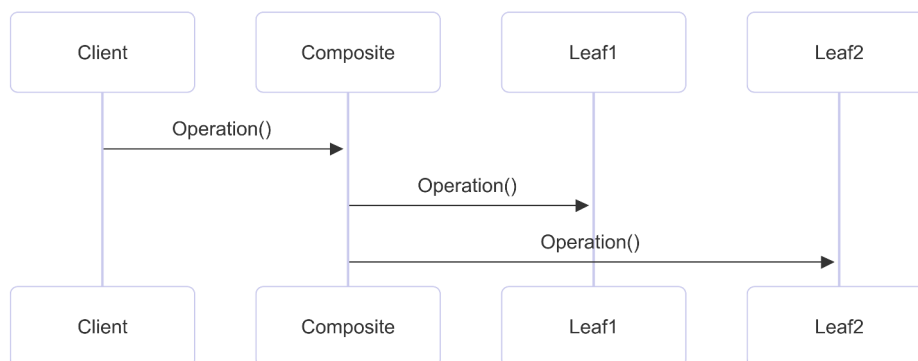 Client Composite Leaf1 Leaf2
Operation()
Operation()
Operation()
Client Composite Leaf1 Leaf2